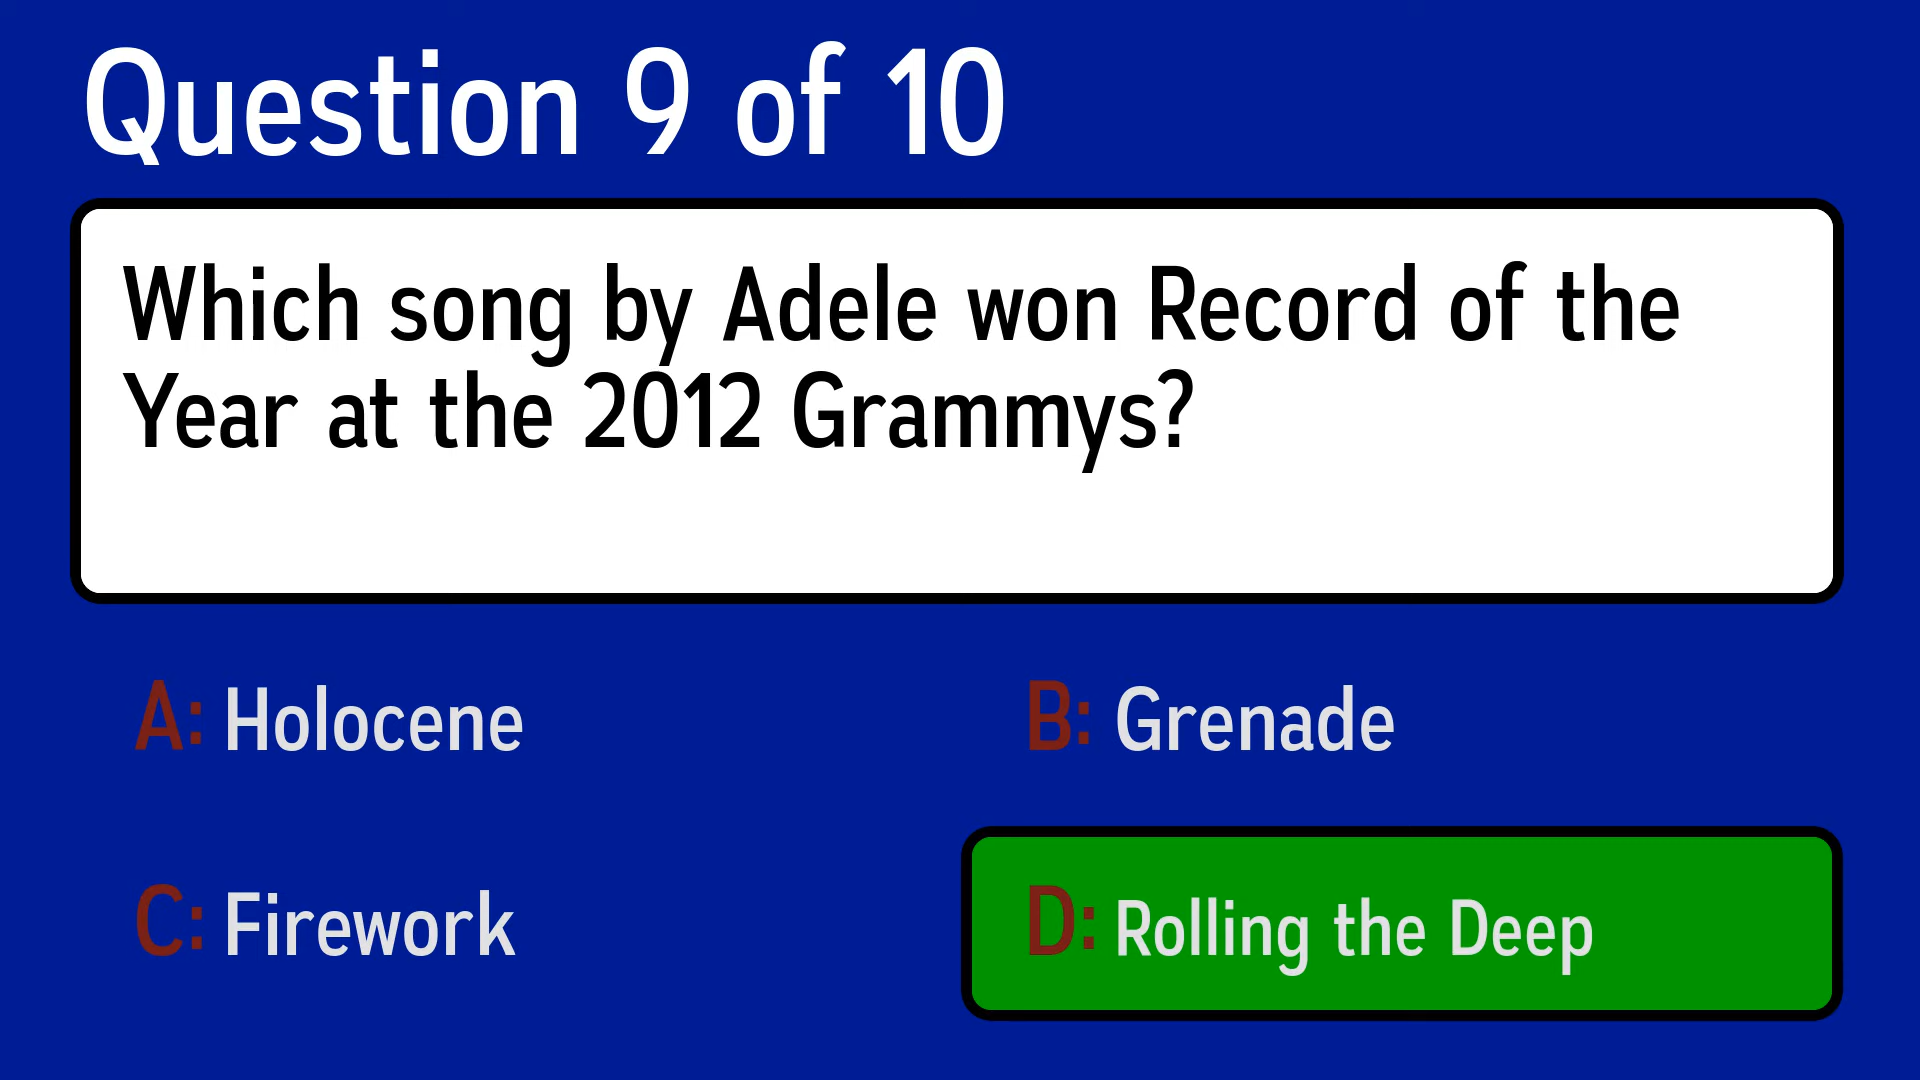 Question 9 of 10
Which song by Adele won Record of the
Year at the 2012 Grammys?
A: Holocene
B: Grenade
C: Firework
D: Rolling the Deep